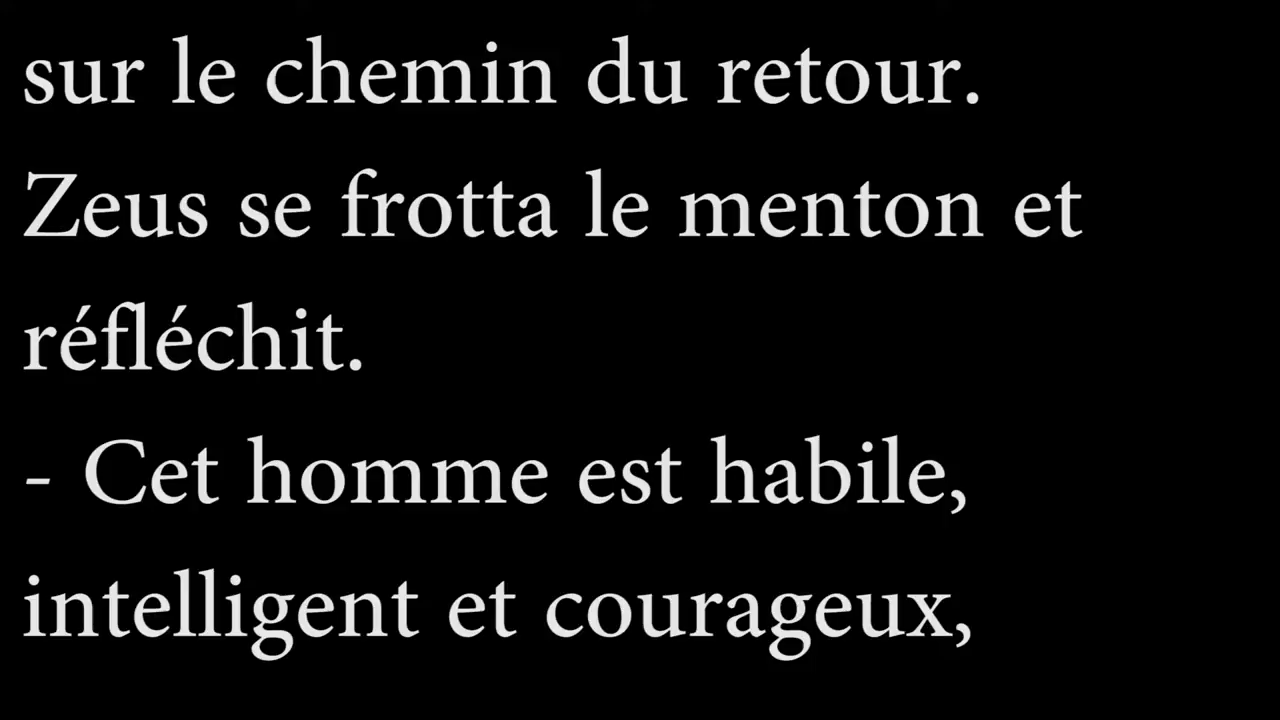 sur le chemin du retour.
Zeus se frotta le menton et
réfléchit.
- Cet homme est habile,
intelligent et courageux,